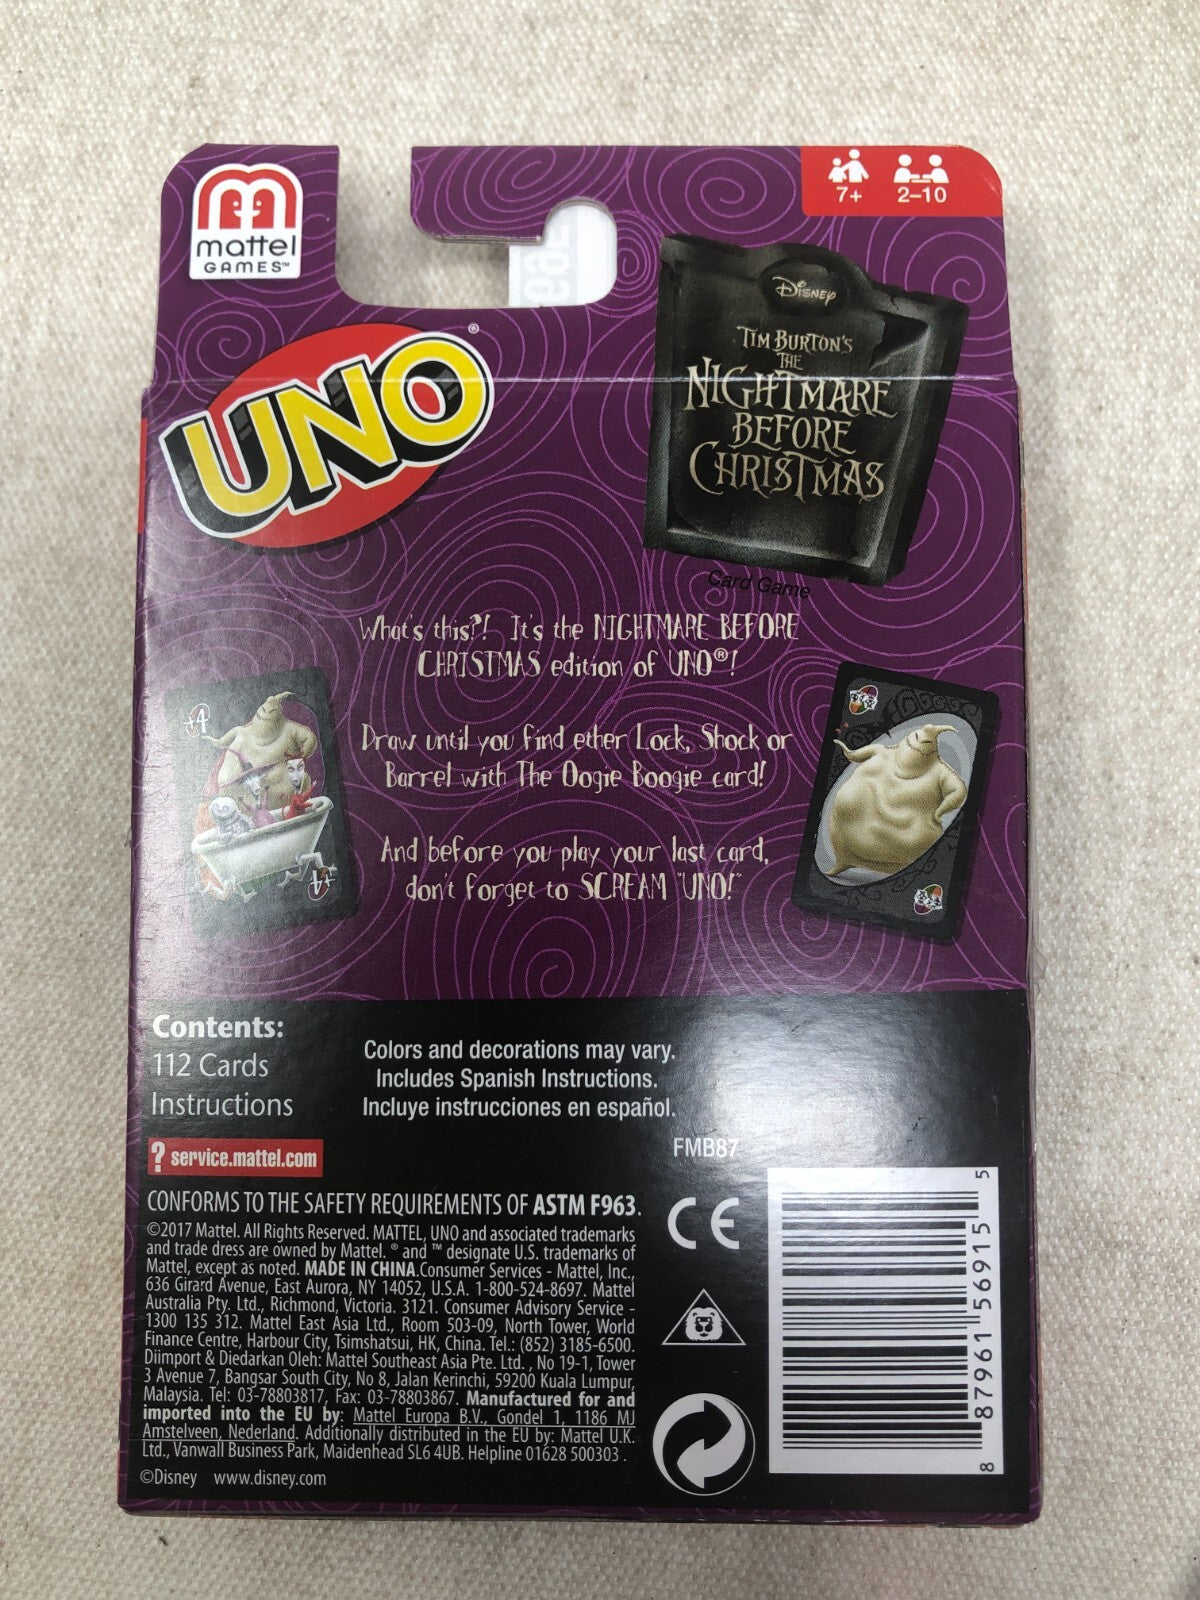 mattel
GAMES™
7+
2–10
UNO®
Disney
TIM BURTON'S
THE
NIGHTMARE
BEFORE
CHRISTMAS
Card Game
What's this?! It's the NIGHTMARE BEFORE
CHRISTMAS edition of UNO®!
+4
Draw until you find ether Lock, Shock or
Barrel with The Oogie Boogie card!
And before you play your last card,
don't forget to SCREAM "UNO!"
+4
Contents:
112 Cards
Instructions
Colors and decorations may vary.
Includes Spanish Instructions.
Incluye instrucciones en español.
? service.mattel.com
FMB87
CONFORMS TO THE SAFETY REQUIREMENTS OF ASTM F963.
©2017 Mattel. All Rights Reserved. MATTEL, UNO and associated trademarks
and trade dress are owned by Mattel. ® and ™ designate U.S. trademarks of
Mattel, except as noted. MADE IN CHINA.Consumer Services - Mattel, Inc.,
636 Girard Avenue, East Aurora, NY 14052, U.S.A. 1-800-524-8697. Mattel
Australia Pty. Ltd., Richmond, Victoria. 3121. Consumer Advisory Service -
1300 135 312. Mattel East Asia Ltd., Room 503-09, North Tower, World
Finance Centre, Harbour City, Tsimshatsui, HK, China. Tel.: (852) 3185-6500.
Diimport & Diedarkan Oleh: Mattel Southeast Asia Pte. Ltd. , No 19-1, Tower
3 Avenue 7, Bangsar South City, No 8, Jalan Kerinchi, 59200 Kuala Lumpur,
Malaysia. Tel: 03-78803817, Fax: 03-78803867. Manufactured for and
imported into the EU by: Mattel Europa B.V., Gondel 1, 1186 MJ
Amstelveen, Nederland. Additionally distributed in the EU by: Mattel U.K.
Ltd., Vanwall Business Park, Maidenhead SL6 4UB. Helpline 01628 500303 .
©Disney www.disney.com
CE
8 87961 56915 5